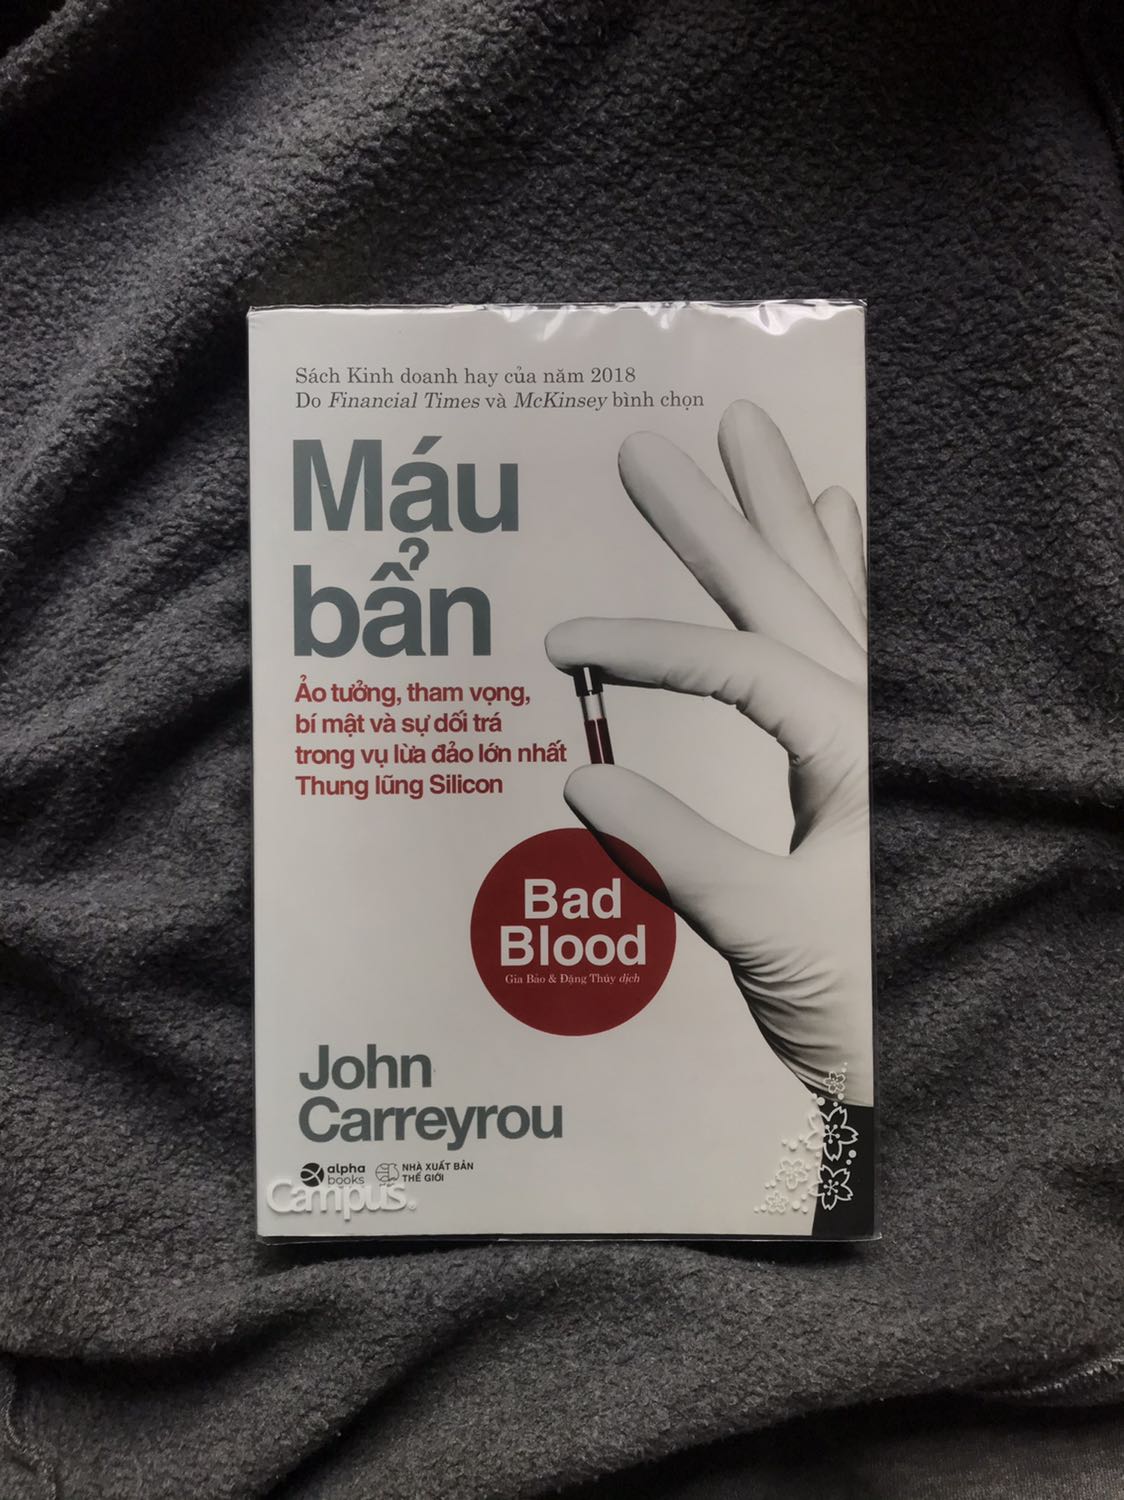 Sách Kinh doanh hay của năm 2018
Do Financial Times và McKinsey bình chọn
Máu
bẩn
Ảo tưởng, tham vọng,
bí mật và sự dối trá
trong vụ lừa đảo lớn nhất
Thung lũng Silicon
Bad
Blood
Gia Bảo & Đặng Thúy dịch
John
Carreyrou
alpha
books
NHÀ XUẤT BẢN
THẾ GIỚI
Campus®